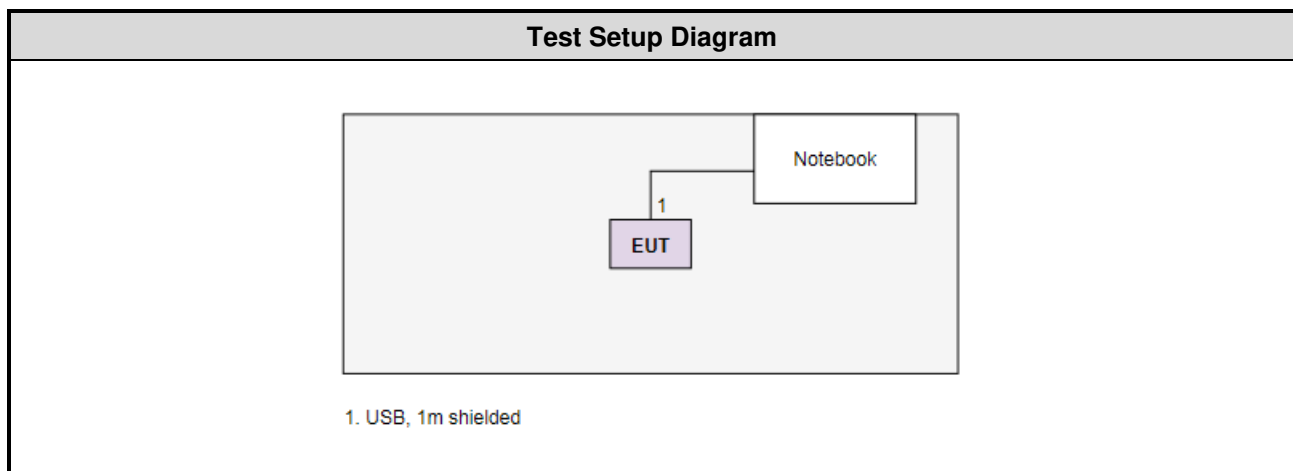 Test Setup Diagram
Notebook
1
EUT
1. USB, 1m shielded